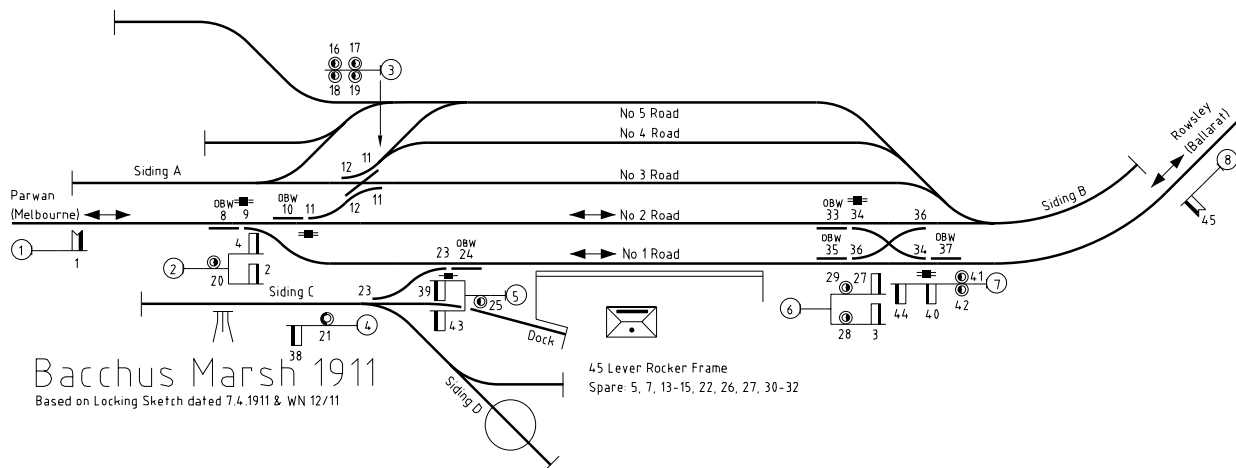 16 17
3
18 19
No 5 Road
No 4 Road
12 11
Siding A
No 3 Road
Rowsley
(Ballarat)
8
Parwan
(Melbourne)
OBW
8 9
OBW
10 11
12 11
No 2 Road
OBW
33 34
36
Siding B
45
1
1
4
2
2
20
23
OBW
24
No 1 Road
OBW
35 36
34
OBW
37
Siding C
23
39
5
25
43
29 27
6
28 3
44 40
41
7
42
21
4
38
Dock
Bacchus Marsh 1911
Based on Locking Sketch dated 7.4.1911 & WN 12/11
Siding D
45 Lever Rocker Frame
Spare: 5, 7, 13-15, 22, 26, 27, 30-32